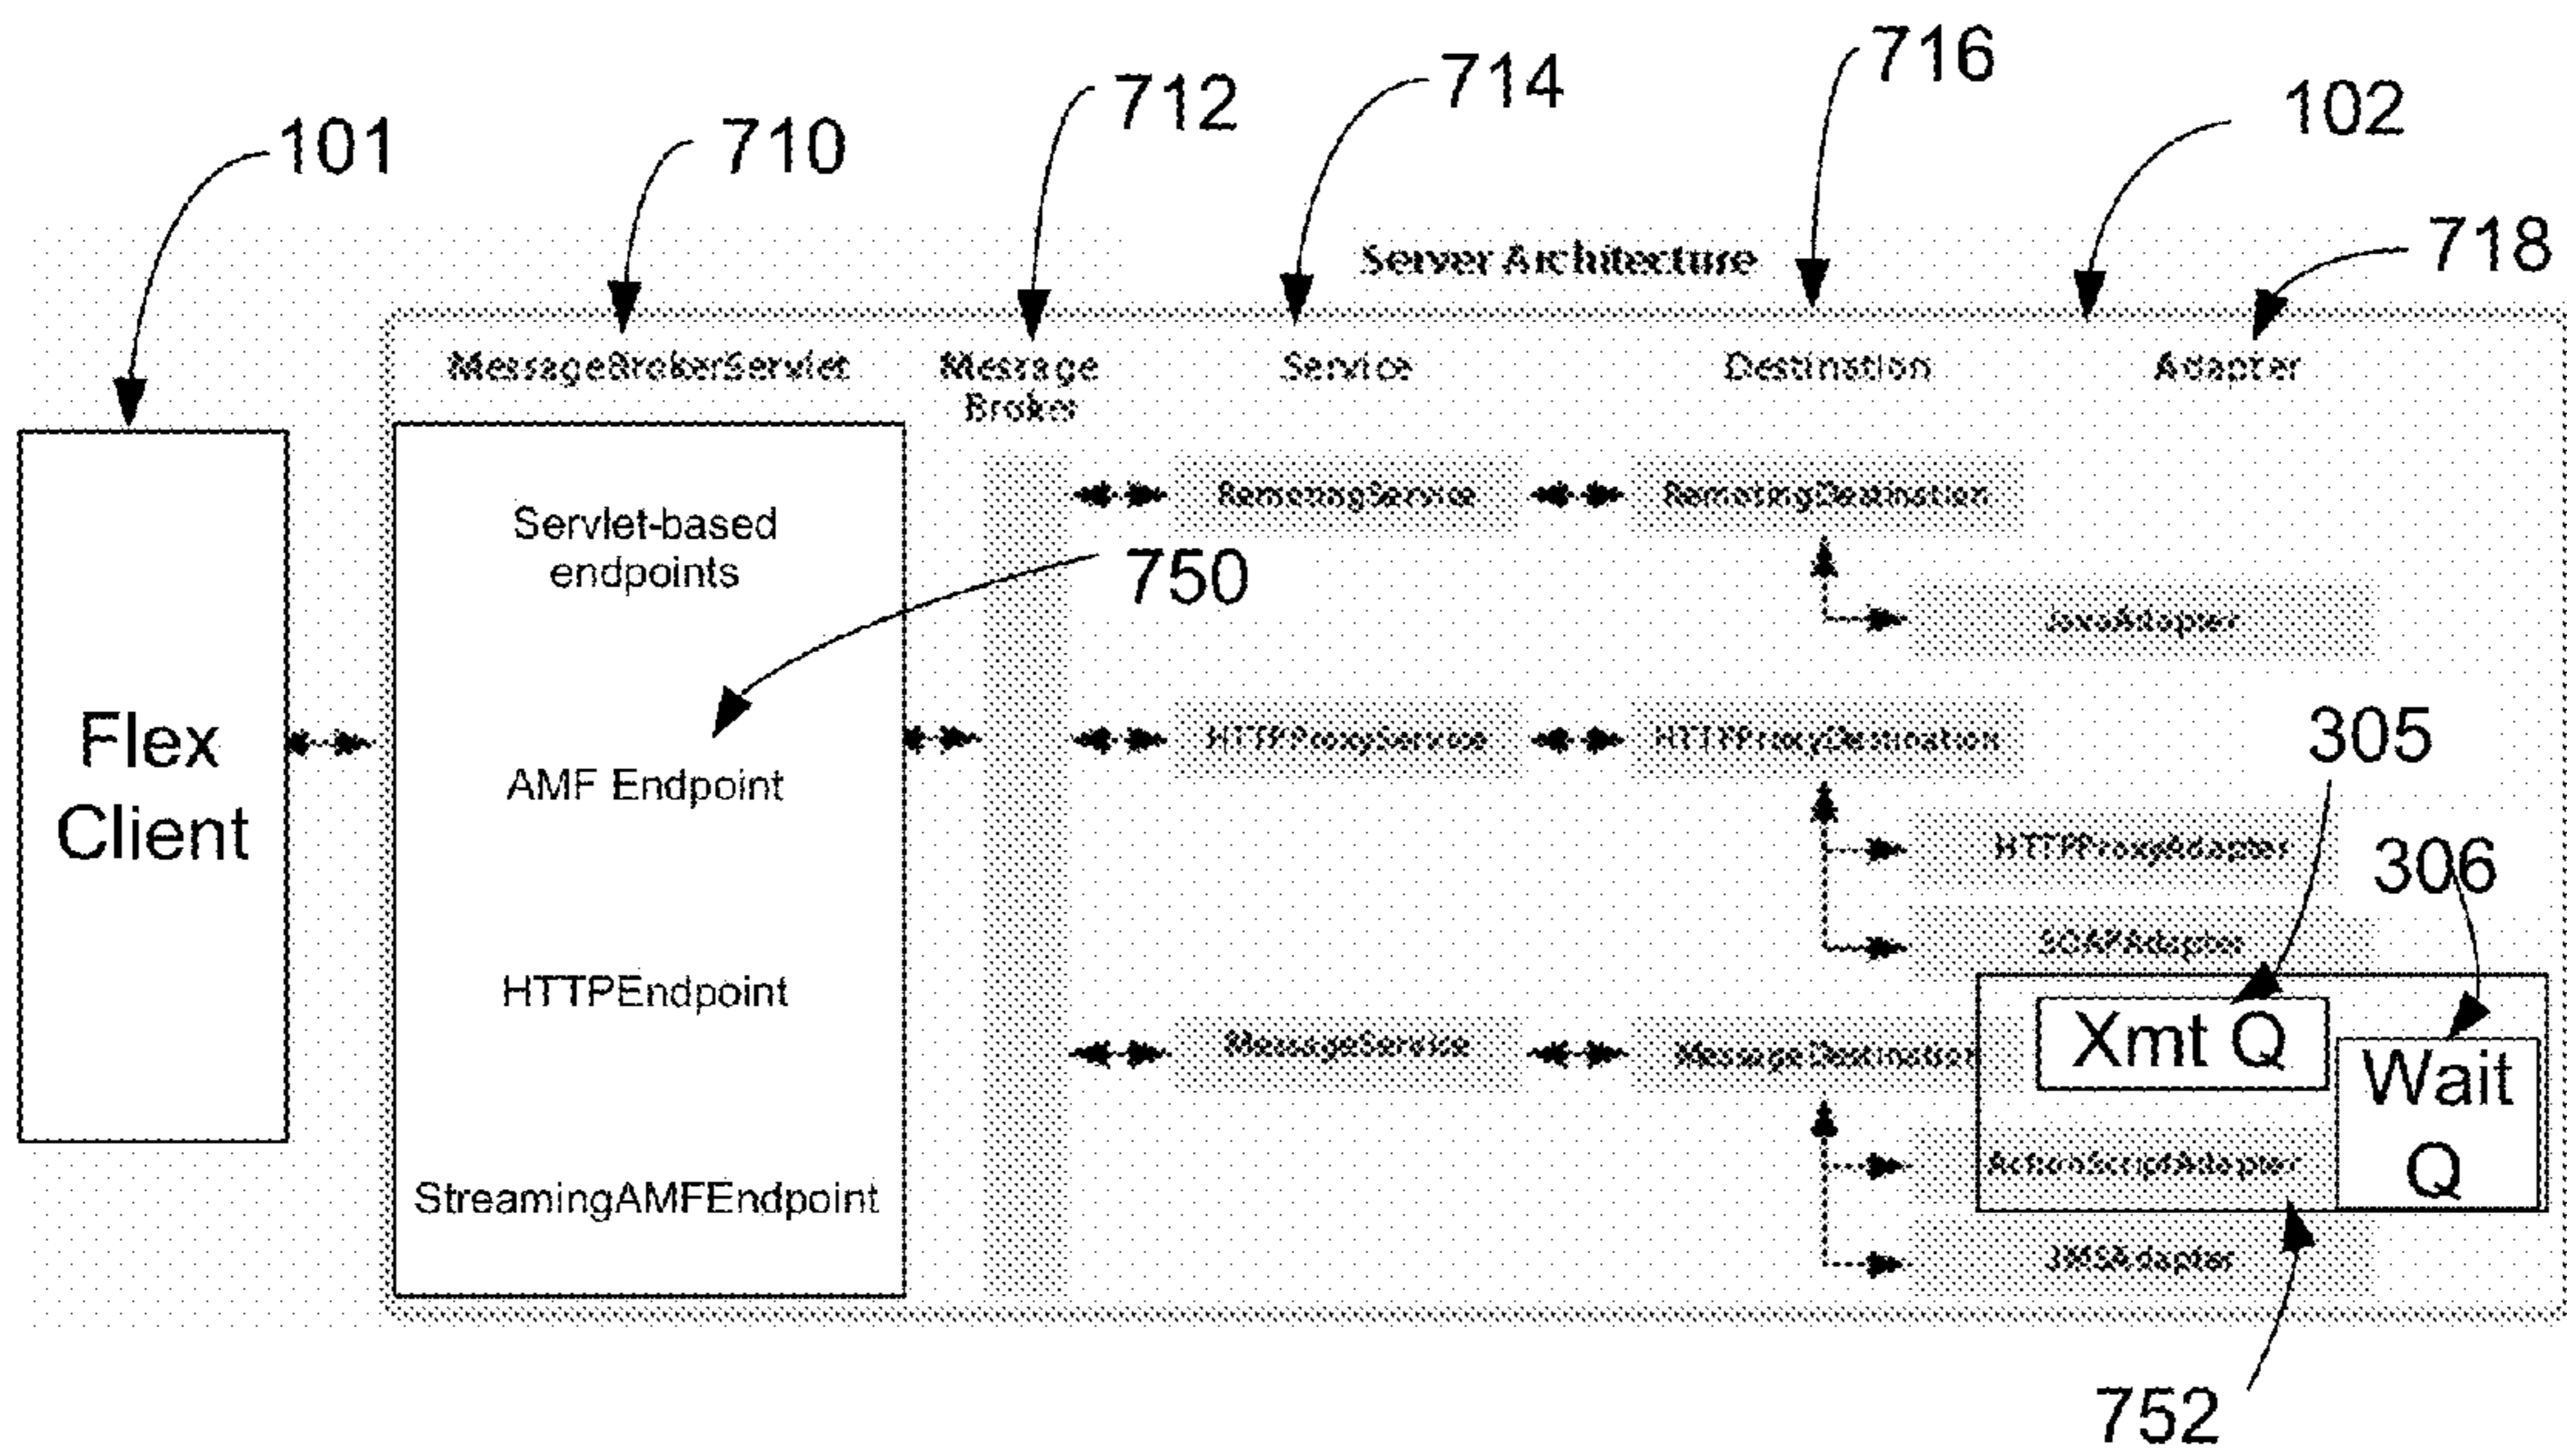 716
714
712
102
101
710
718
Server Architecture
MessageBrokerServlet
Message
Broker
Service
Destination
Adapter
Servlet-based
endpoints
RemotingService
RemotingDestination
750
JavaAdapter
Flex
Client
AMF Endpoint
HTTPProxyService
HTTPProxyDestination
305
HTTPProxyAdapter
306
SOAPAdapter
HTTPEndpoint
MessageService
MessageDestination
Xmt Q
Wait
Q
ActionScriptAdapter
StreamingAMFEndpoint
JMSAdapter
752